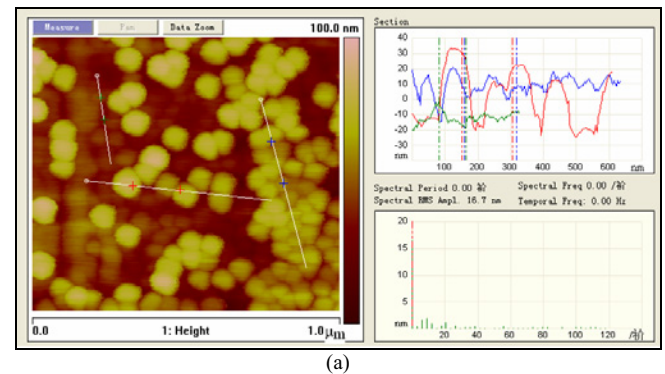 Measure Pan Data Zoom 100.0 nm
0.0 1: Height 1.0 μm
Section
40
30
20
10
0
-10
-20
-30
nm 100 200 300 400 500 600 nm
Spectral Period 0.00 Spectral Freq 0.00 /
Spectral RMS Ampl. 16.7 nm Temporal Freq: 0.00 Hz
20
15
10
5
nm 20 40 60 80 100 120 /
(a)